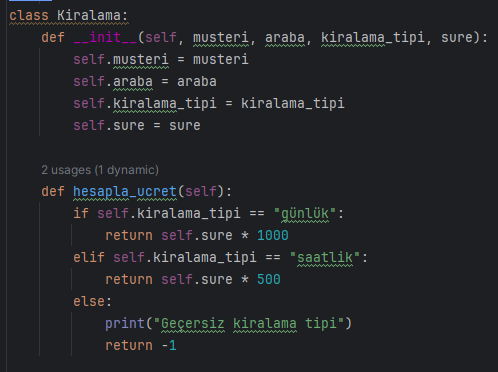 class Kiralama:
    def __init__(self, musteri, araba, kiralama_tipi, sure):
        self.musteri = musteri
        self.araba = araba
        self.kiralama_tipi = kiralama_tipi
        self.sure = sure
    2 usages (1 dynamic)
    def hesapla_ucret(self):
        if self.kiralama_tipi == "günlük":
            return self.sure * 1000
        elif self.kiralama_tipi == "saatlik":
            return self.sure * 500
        else:
            print("Geçersiz kiralama tipi")
            return -1